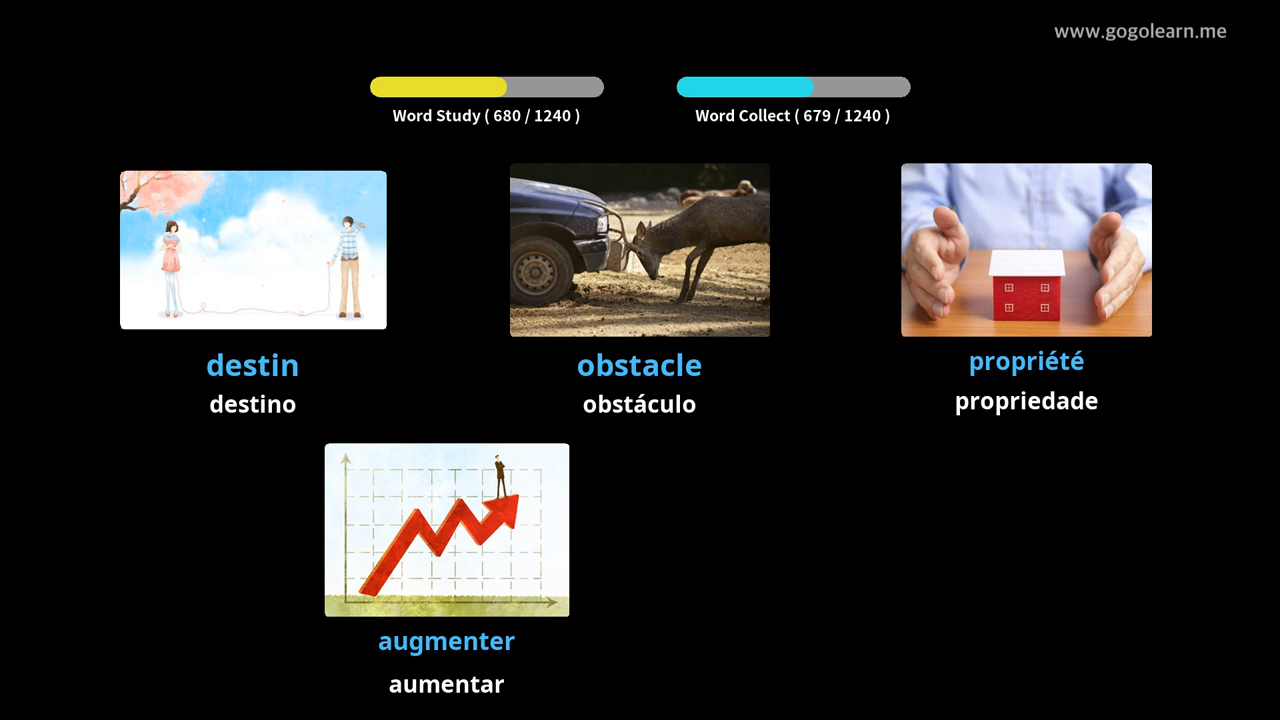 www.gogolearn.me
Word Study ( 680 / 1240 )
Word Collect ( 679 / 1240 )
destin
destino
obstacle
obstáculo
propriété
propriedade
augmenter
aumentar